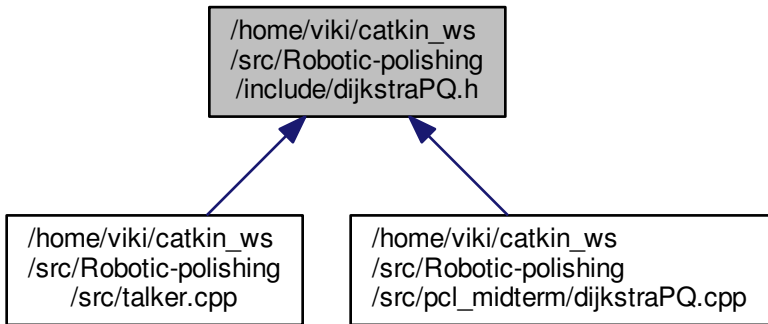 /home/viki/catkin_ws
/src/Robotic-polishing
/include/dijkstraPQ.h
/home/viki/catkin_ws
/src/Robotic-polishing
/src/talker.cpp
/home/viki/catkin_ws
/src/Robotic-polishing
/src/pcl_midterm/dijkstraPQ.cpp